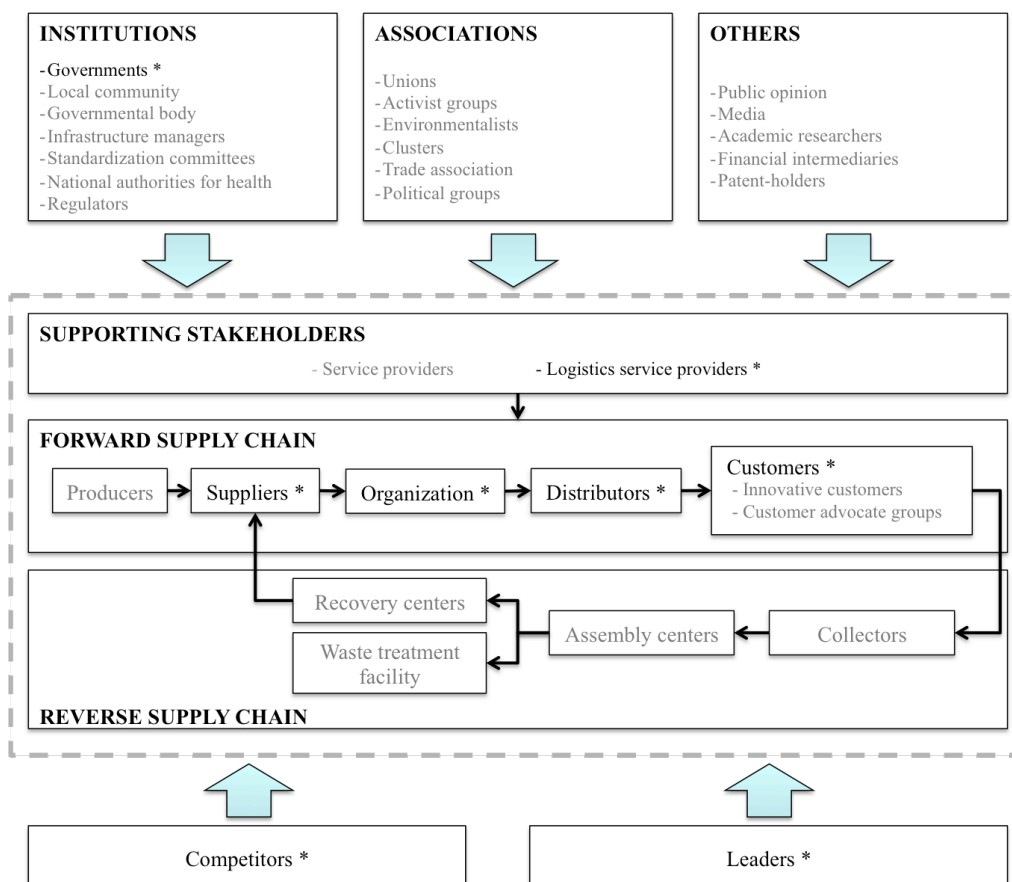 INSTITUTIONS
-Governments *
-Local community
-Governmental body
-Infrastructure managers
-Standardization committees
-National authorities for health
-Regulators
ASSOCIATIONS
-Unions
-Activist groups
-Environmentalists
-Clusters
-Trade association
-Political groups
OTHERS
-Public opinion
-Media
-Academic researchers
-Financial intermediaries
-Patent-holders
SUPPORTING STAKEHOLDERS
- Service providers
- Logistics service providers *
FORWARD SUPPLY CHAIN
Producers
Suppliers *
Organization *
Distributors *
Customers *
- Innovative customers
- Customer advocate groups
Recovery centers
Waste treatment
facility
Assembly centers
Collectors
REVERSE SUPPLY CHAIN
Competitors *
Leaders *